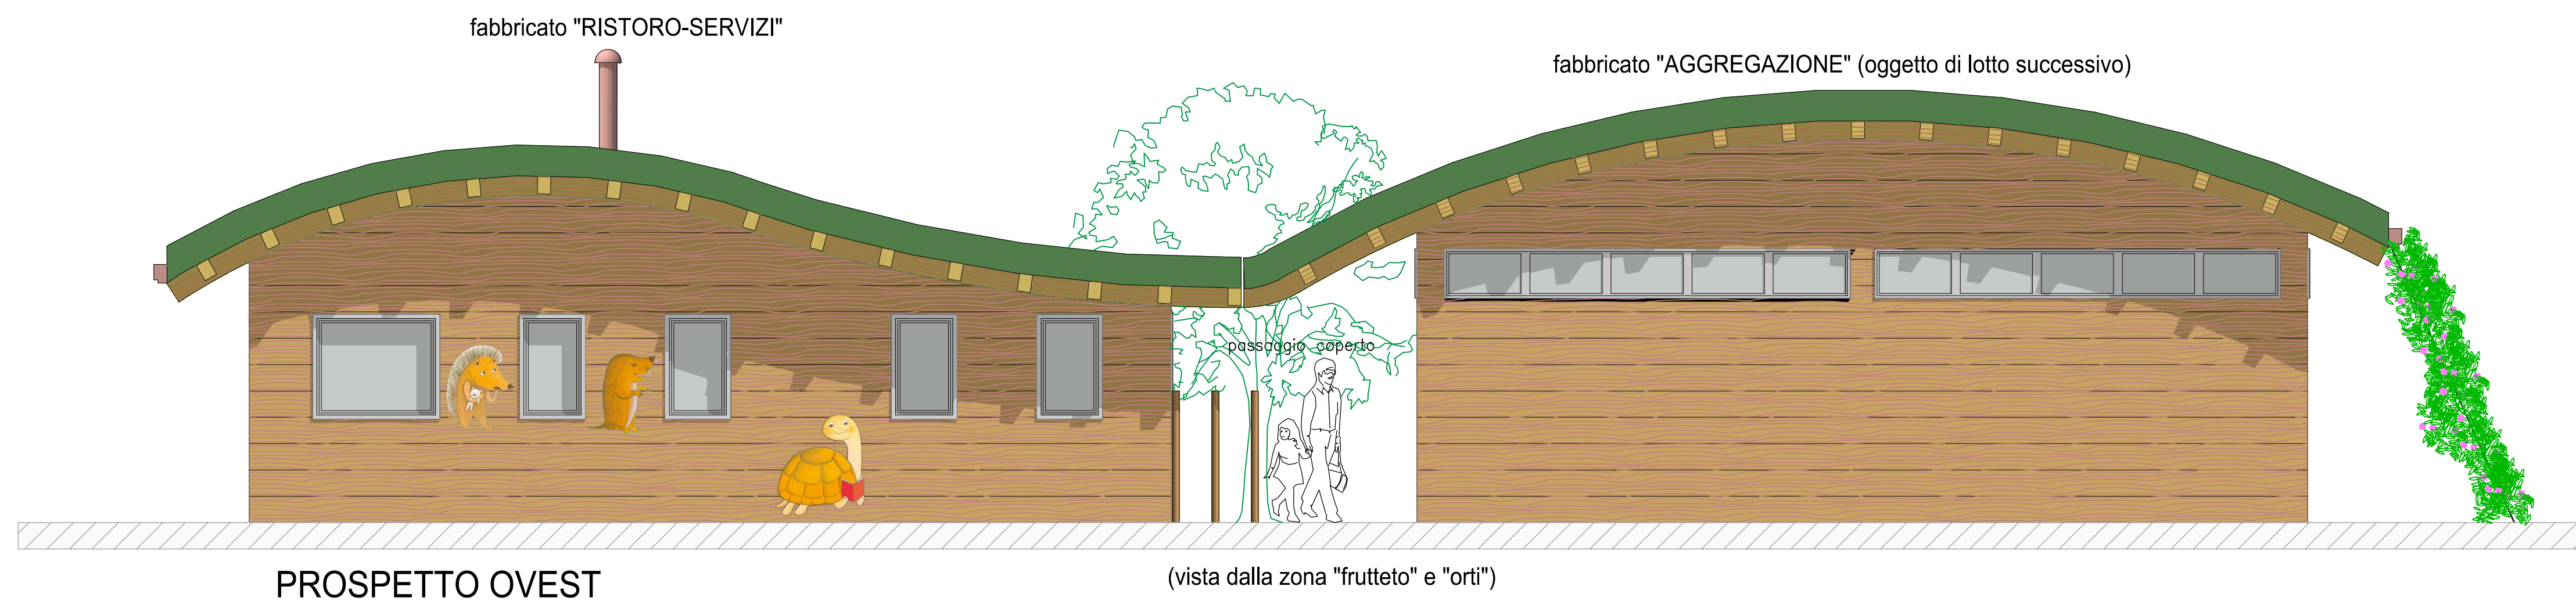 fabbricato "RISTORO-SERVIZI"
fabbricato "AGGREGAZIONE" (oggetto di lotto successivo)
passaggio coperto
PROSPETTO OVEST
(vista dalla zona "frutteto" e "orti")